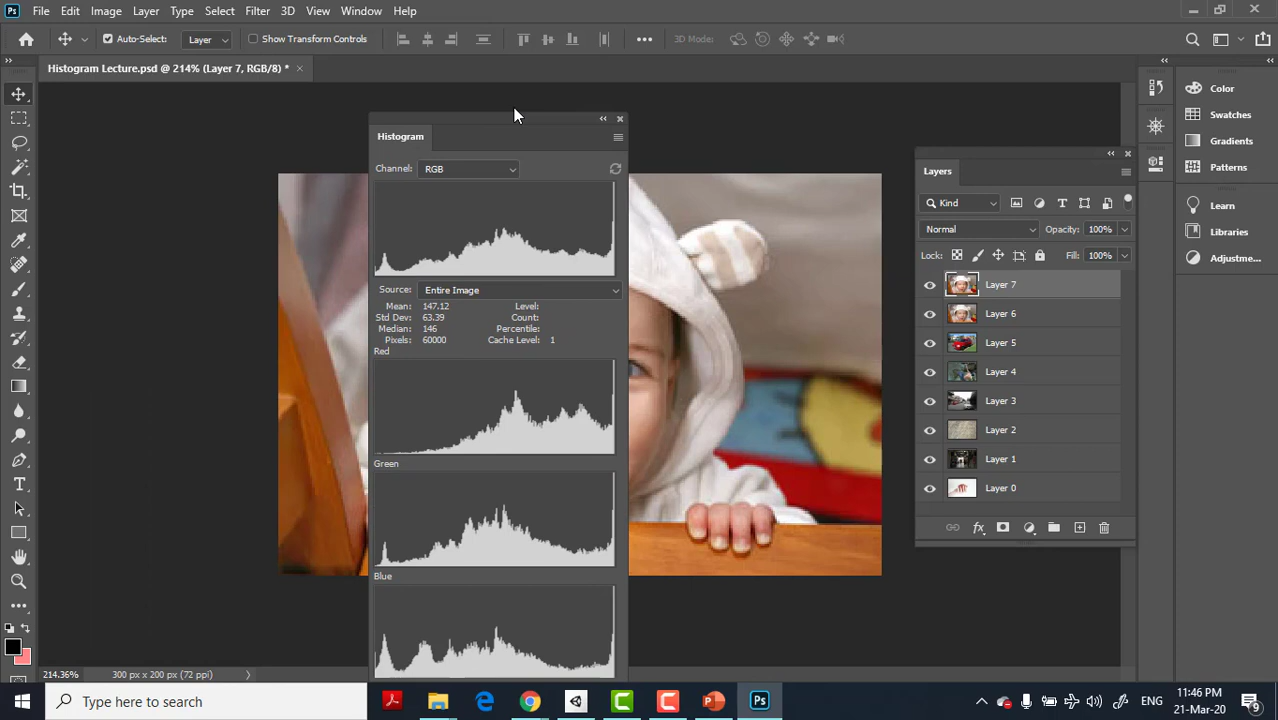 Ps File Edit Image Layer Type Select Filter 3D View Window Help
Auto-Select: Layer Show Transform Controls 3D Mode:
Histogram Lecture.psd @ 214% (Layer 7, RGB/8) *
Histogram
Channel: RGB
Source: Entire Image
Mean: 147.12 Level:
Std Dev: 63.39 Count:
Median: 146 Percentile:
Pixels: 60000 Cache Level: 1
Red
Green
Blue
Layers
Kind
Normal Opacity: 100%
Lock: Fill: 100%
Layer 7
Layer 6
Layer 5
Layer 4
Layer 3
Layer 2
Layer 1
Layer 0
fx
Color
Swatches
Gradients
Patterns
Learn
Libraries
Adjustme...
214.36% 300 px x 200 px (72 ppi)
Type here to search
Ps
ENG
11:46 PM
21-Mar-20
9